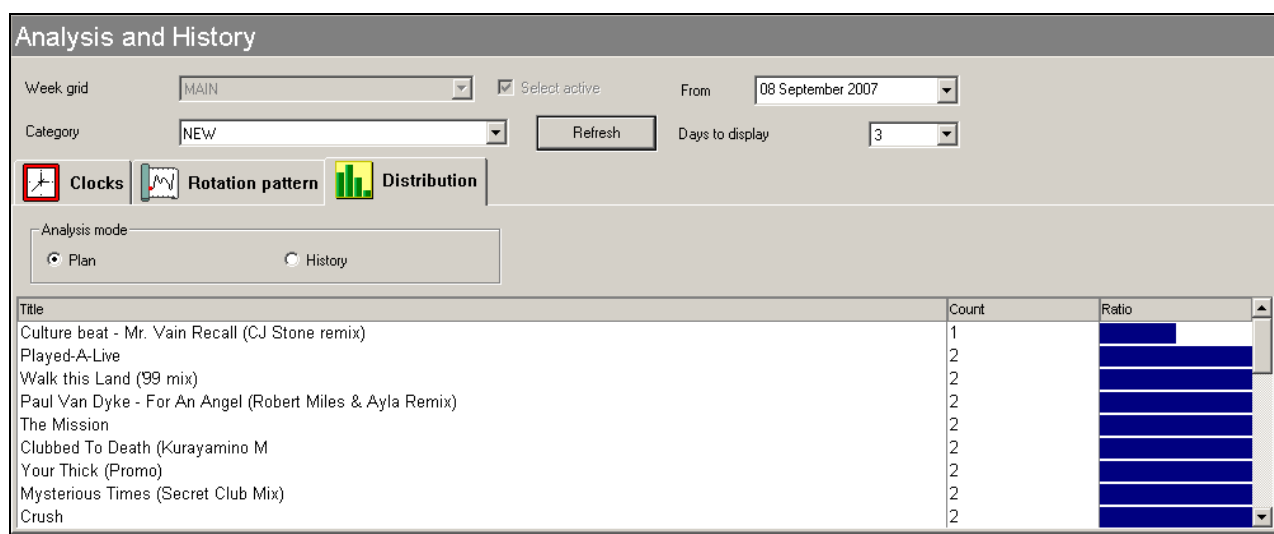 Analysis and History
Week grid MAIN Select active From 08 September 2007
Category NEW Refresh Days to display 3
Clocks Rotation pattern Distribution
Analysis mode
Plan History
Title Count Ratio
Culture beat - Mr. Vain Recall (CJ Stone remix) 1
Played-A-Live 2
Walk this Land ('99 mix) 2
Paul Van Dyke - For An Angel (Robert Miles & Ayla Remix) 2
The Mission 2
Clubbed To Death (Kurayamino M 2
Your Thick (Promo) 2
Mysterious Times (Secret Club Mix) 2
Crush 2